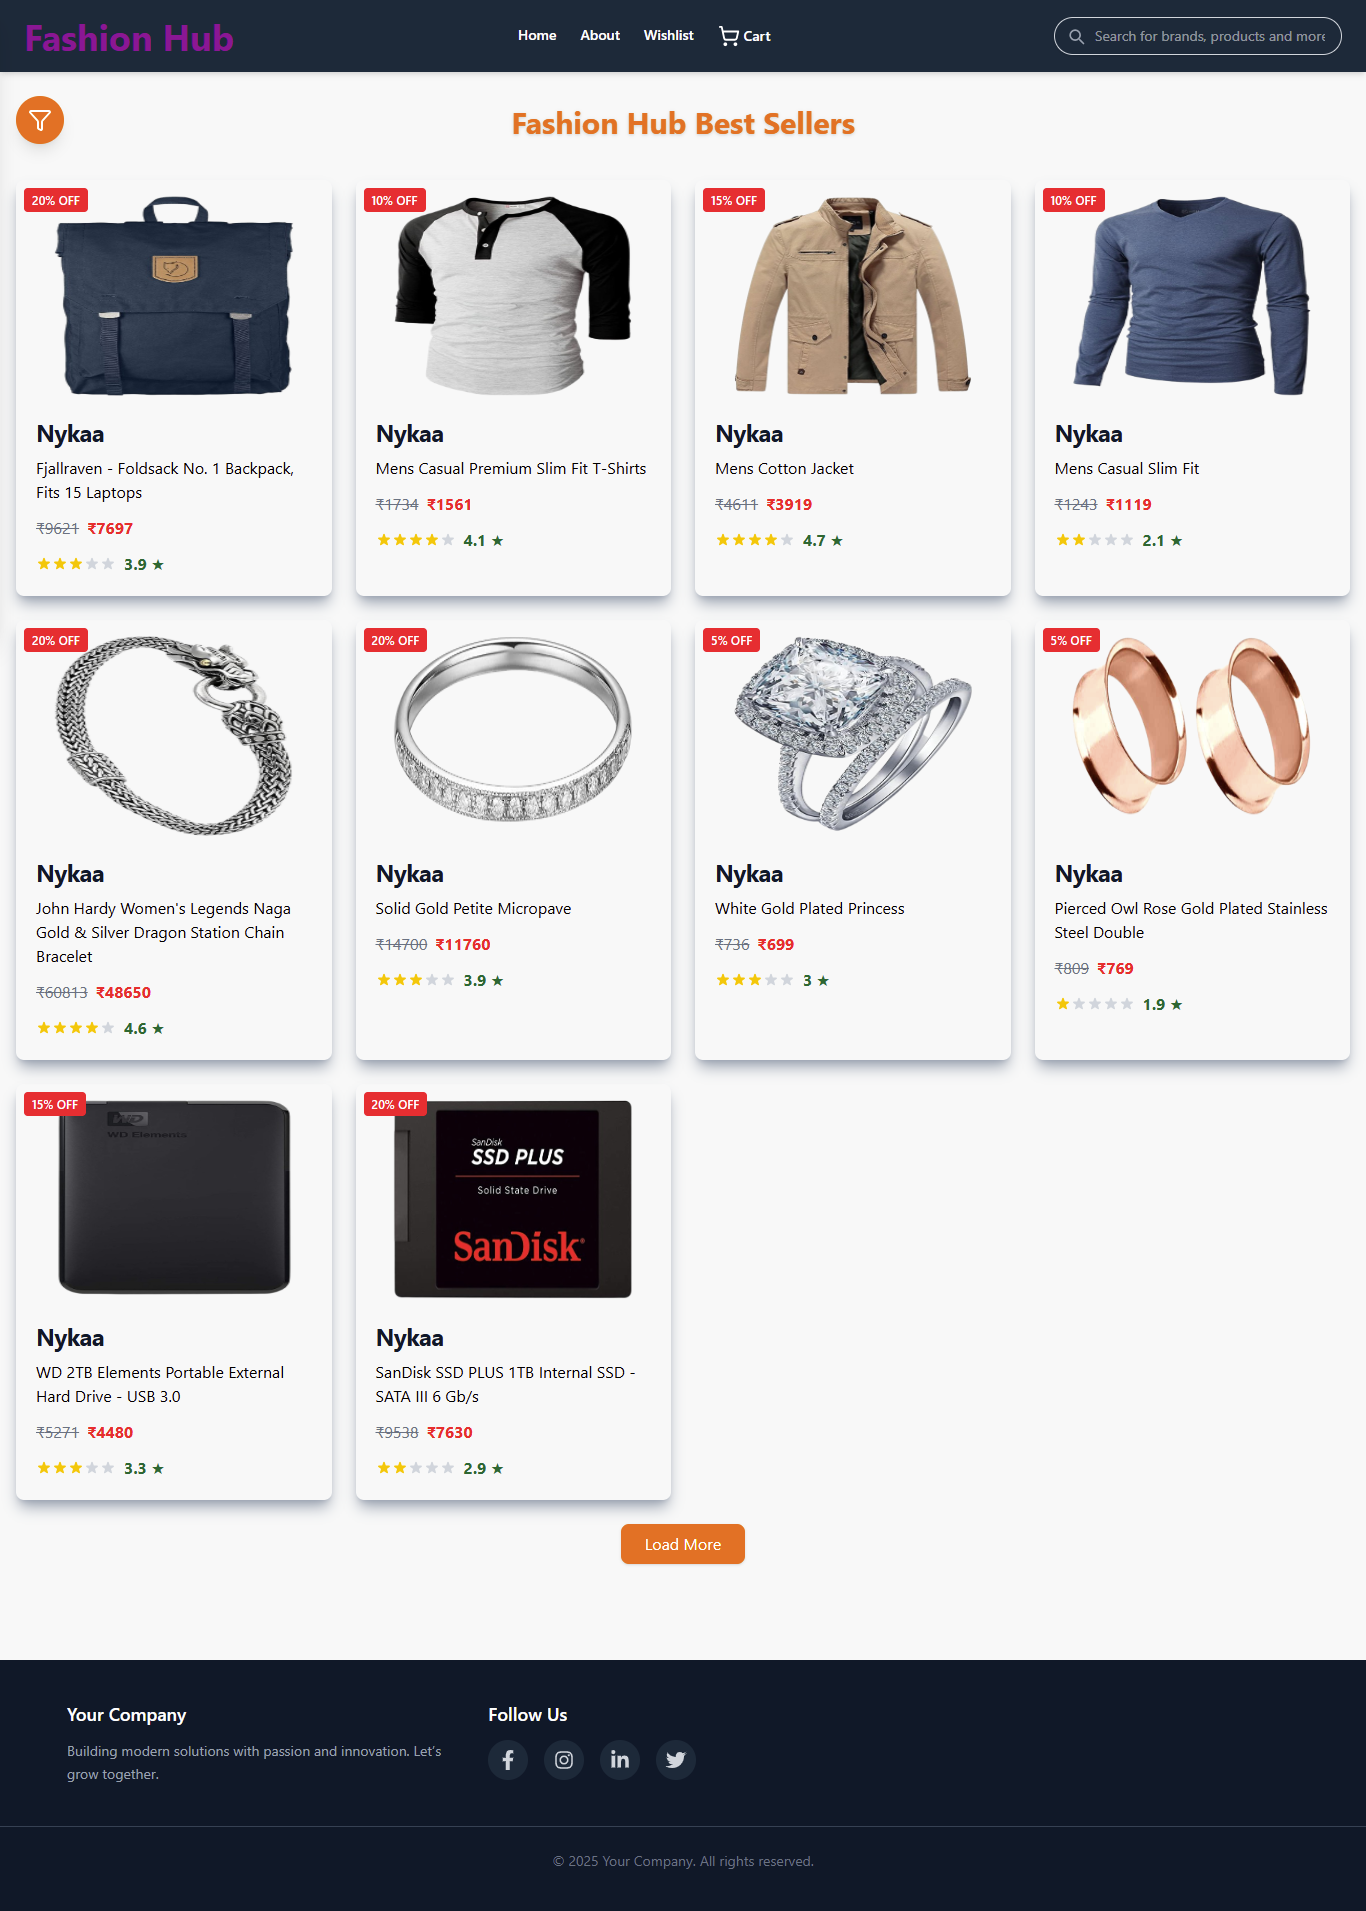 Fashion Hub
Home About Wishlist Cart
Search for brands, products and more
Fashion Hub Best Sellers
20% OFF
Nykaa
Fjallraven - Foldsack No. 1 Backpack,
Fits 15 Laptops
₹9621 ₹7697
3.9 ★
10% OFF
Nykaa
Mens Casual Premium Slim Fit T-Shirts
₹1734 ₹1561
4.1 ★
15% OFF
Nykaa
Mens Cotton Jacket
₹4611 ₹3919
4.7 ★
10% OFF
Nykaa
Mens Casual Slim Fit
₹1243 ₹1119
2.1 ★
20% OFF
Nykaa
John Hardy Women's Legends Naga
Gold & Silver Dragon Station Chain
Bracelet
₹60813 ₹48650
4.6 ★
20% OFF
Nykaa
Solid Gold Petite Micropave
₹14700 ₹11760
3.9 ★
5% OFF
Nykaa
White Gold Plated Princess
₹736 ₹699
3 ★
5% OFF
Nykaa
Pierced Owl Rose Gold Plated Stainless
Steel Double
₹809 ₹769
1.9 ★
15% OFF
WD
WD Elements
Nykaa
WD 2TB Elements Portable External
Hard Drive - USB 3.0
₹5271 ₹4480
3.3 ★
20% OFF
SanDisk
SSD PLUS
Solid State Drive
SanDisk®
Nykaa
SanDisk SSD PLUS 1TB Internal SSD -
SATA III 6 Gb/s
₹9538 ₹7630
2.9 ★
Load More
Your Company
Building modern solutions with passion and innovation. Let's
grow together.
Follow Us
© 2025 Your Company. All rights reserved.